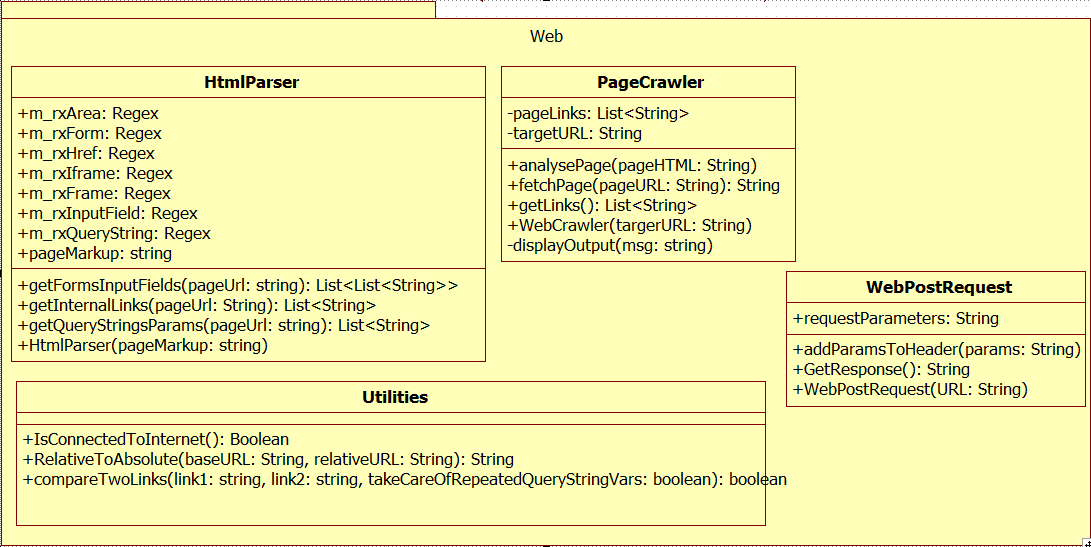 Web
HtmlParser
+m_rxArea: Regex
+m_rxForm: Regex
+m_rxHref: Regex
+m_rxIframe: Regex
+m_rxFrame: Regex
+m_rxInputField: Regex
+m_rxQueryString: Regex
+pageMarkup: string
+getFormsInputFields(pageUrl: string): List<List<String>>
+getInternalLinks(pageUrl: String): List<String>
+getQueryStringsParams(pageUrl: string): List<String>
+HtmlParser(pageMarkup: string)
PageCrawler
-pageLinks: List<String>
-targetURL: String
+analysePage(pageHTML: String)
+fetchPage(pageURL: String): String
+getLinks(): List<String>
+WebCrawler(targerURL: String)
-displayOutput(msg: string)
WebPostRequest
+requestParameters: String
+addParamsToHeader(params: String)
+GetResponse(): String
+WebPostRequest(URL: String)
Utilities
+IsConnectedToInternet(): Boolean
+RelativeToAbsolute(baseURL: String, relativeURL: String): String
+compareTwoLinks(link1: string, link2: string, takeCareOfRepeatedQueryStringVars: boolean): boolean